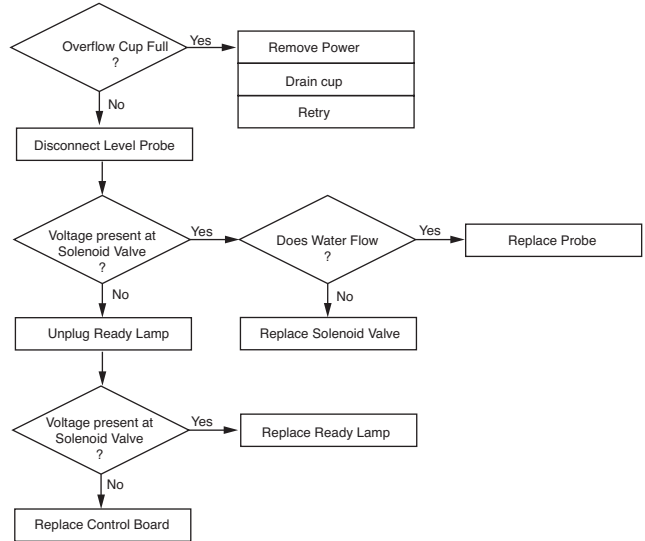 Overflow Cup Full
?
Yes
Remove Power
Drain cup
Retry
No
Disconnect Level Probe
Voltage present at
Solenoid Valve
?
Yes
Does Water Flow
?
Yes
Replace Probe
No
No
Unplug Ready Lamp
Replace Solenoid Valve
Voltage present at
Solenoid Valve
?
Yes
Replace Ready Lamp
No
Replace Control Board